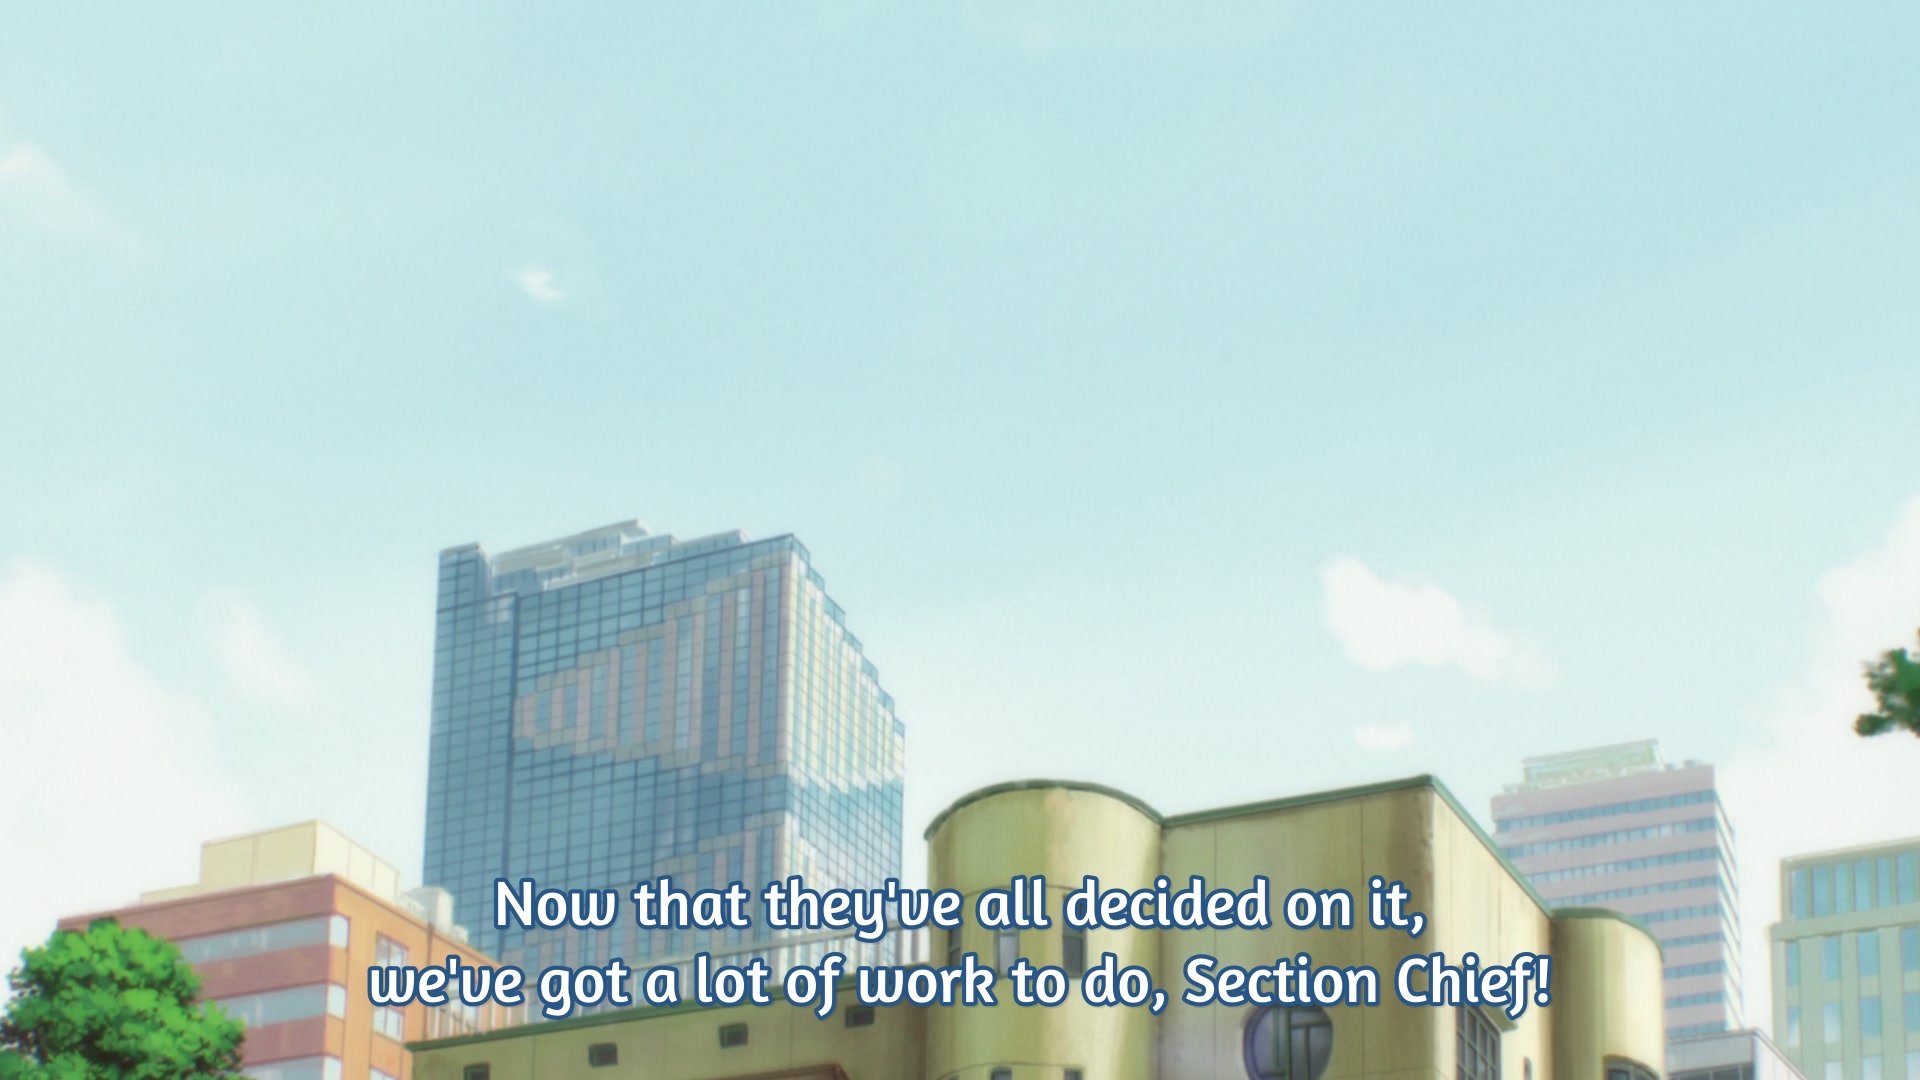 Now that they've all decided on it,
we've got a lot of work to do, Section Chief!